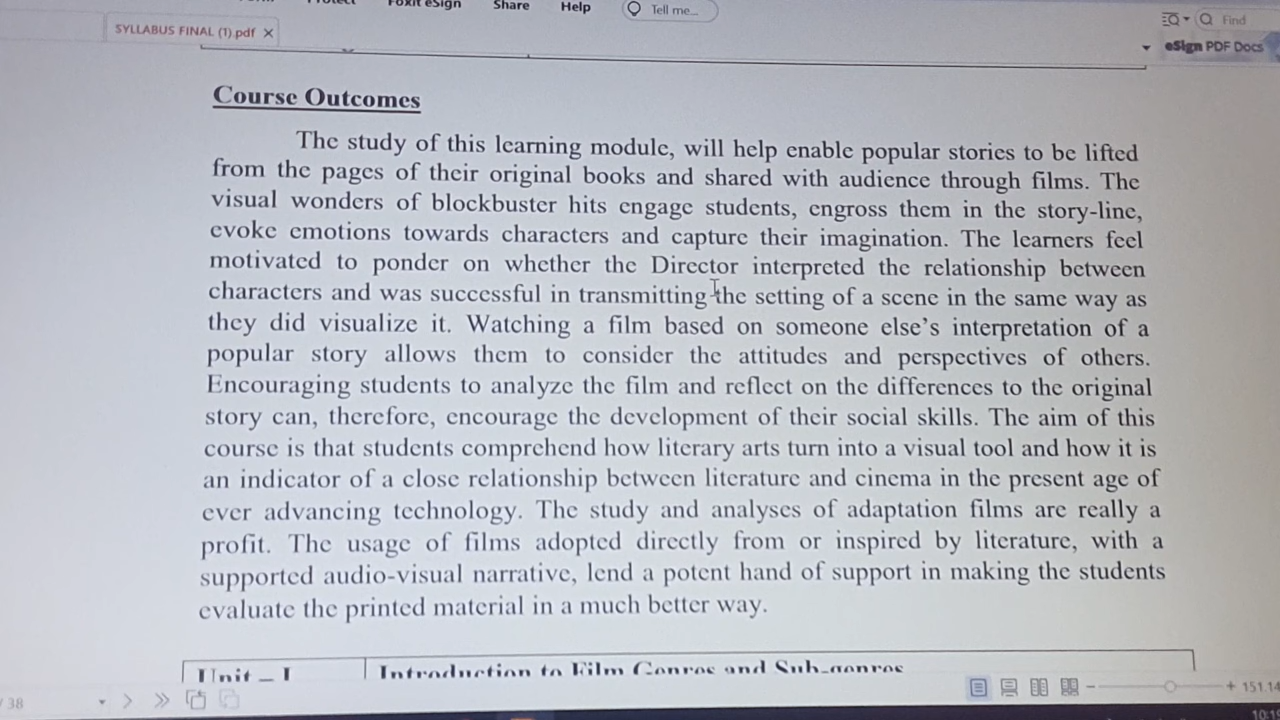 Foxit eSign Share Help Tell me...
SYLLABUS FINAL (1).pdf ×
Find
eSign PDF Docs
Course Outcomes
The study of this learning module, will help enable popular stories to be lifted
from the pages of their original books and shared with audience through films. The
visual wonders of blockbuster hits engage students, engross them in the story-line,
evoke emotions towards characters and capture their imagination. The learners feel
motivated to ponder on whether the Director interpreted the relationship between
characters and was successful in transmitting the setting of a scene in the same way as
they did visualize it. Watching a film based on someone else's interpretation of a
popular story allows them to consider the attitudes and perspectives of others.
Encouraging students to analyze the film and reflect on the differences to the original
story can, therefore, encourage the development of their social skills. The aim of this
course is that students comprehend how literary arts turn into a visual tool and how it is
an indicator of a close relationship between literature and cinema in the present age of
ever advancing technology. The study and analyses of adaptation films are really a
profit. The usage of films adopted directly from or inspired by literature, with a
supported audio-visual narrative, lend a potent hand of support in making the students
evaluate the printed material in a much better way.
Unit – I Introduction to Film Genres and Sub-genres
/ 38
151.14